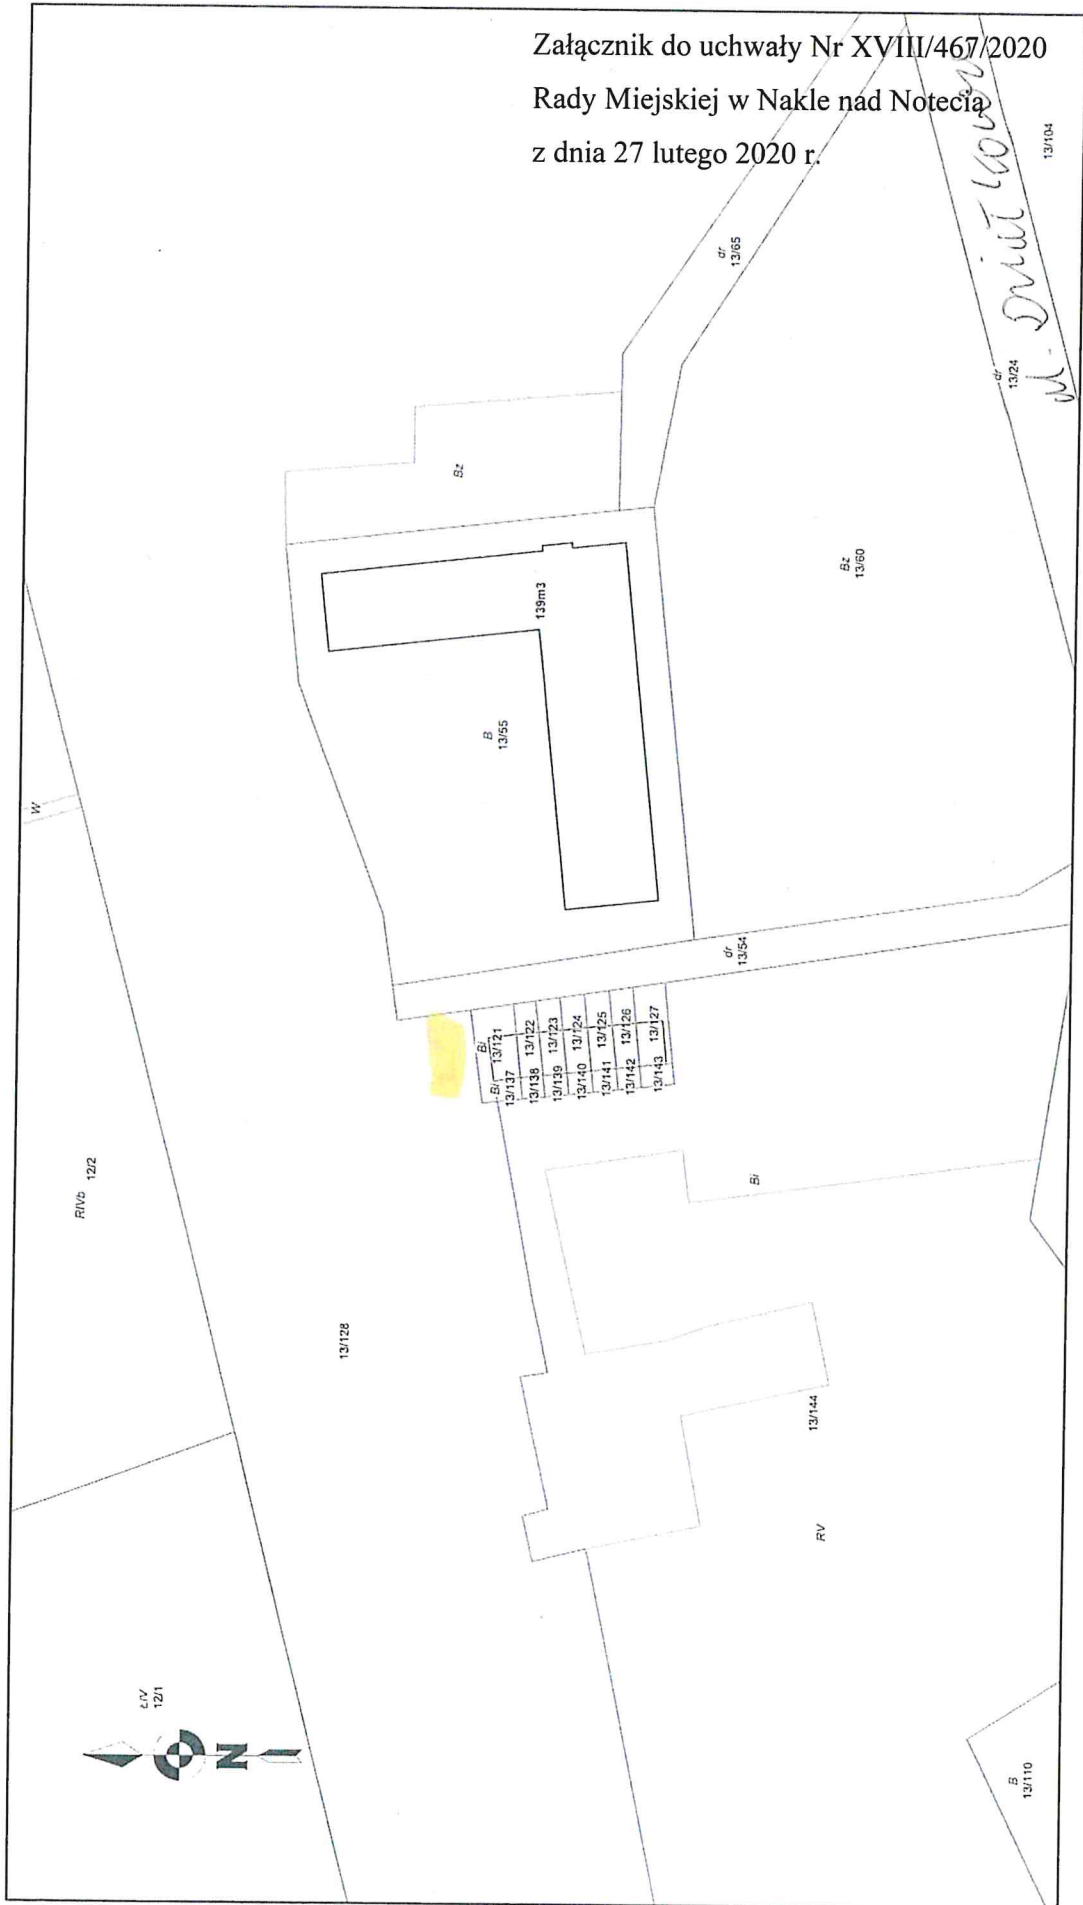 Załącznik do uchwały Nr XVIII/467/2020
Rady Miejskiej w Nakle nad Notecią
z dnia 27 lutego 2020 r.
13/104
dr
13/65
dr
13/24
ul. Działkowa
Bz
Bz
13/60
139m3
B
13/55
W
dr
13/54
Bi
13/121
13/122
13/123
13/124
13/125
13/126
13/127
Bi
13/137
13/138
13/139
13/140
13/141
13/142
13/143
RIVb 12/2
Bi
13/128
13/144
RV
ŁIV
12/1
N
B
13/110